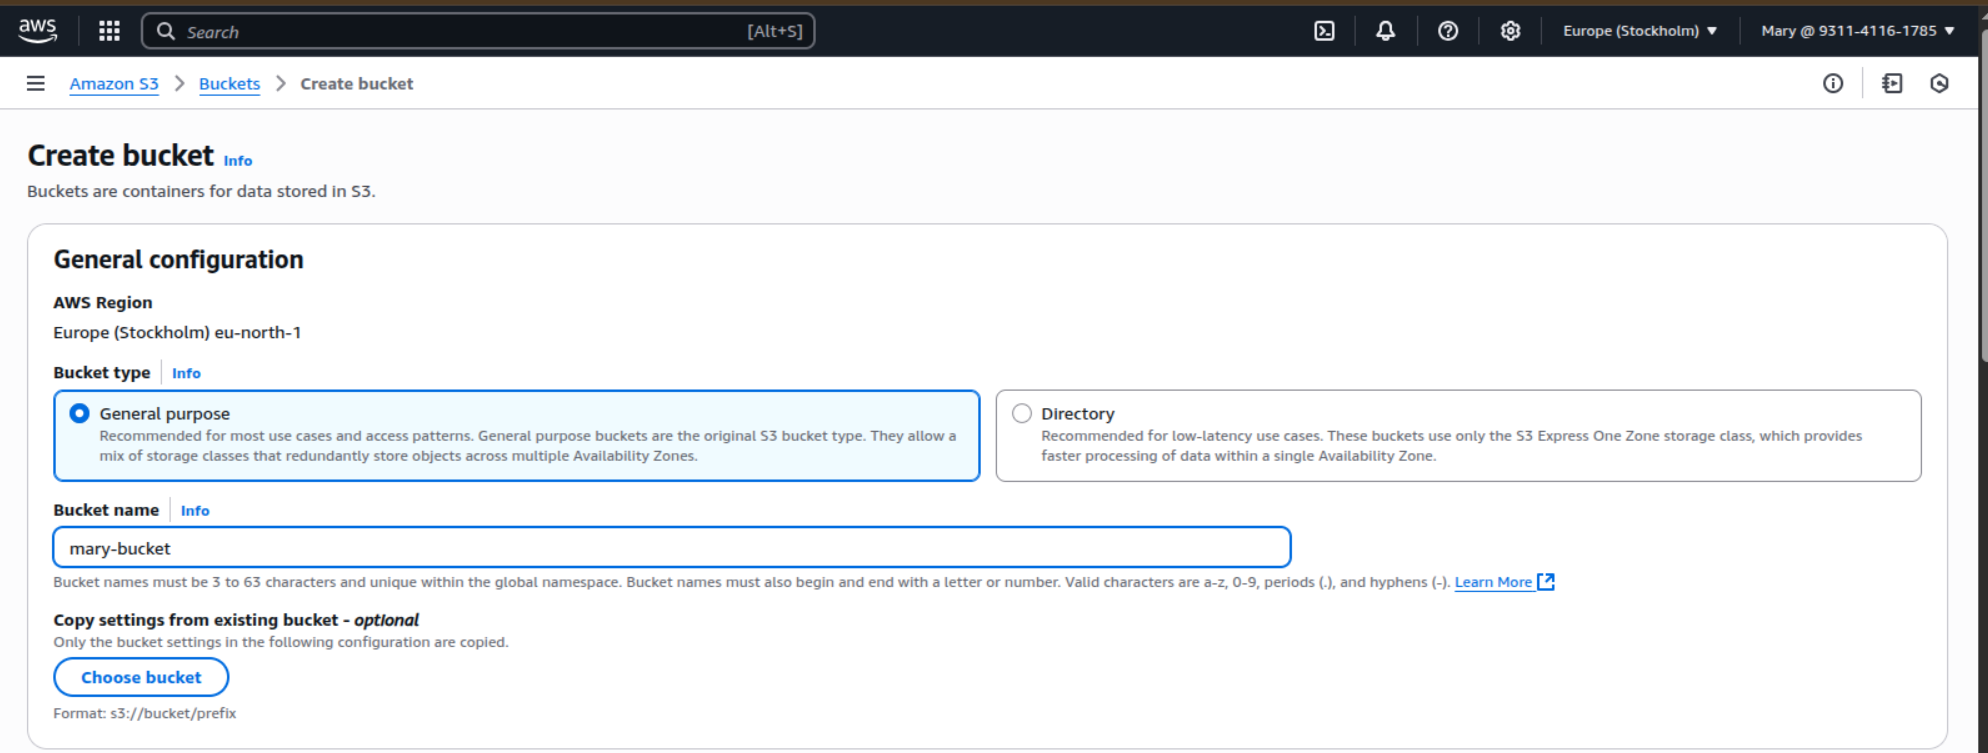 aws
Search [Alt+S] Europe (Stockholm) Mary @ 9311-4116-1785
Amazon S3 > Buckets > Create bucket
Create bucket Info
Buckets are containers for data stored in S3.
General configuration
AWS Region
Europe (Stockholm) eu-north-1
Bucket type Info
General purpose
Recommended for most use cases and access patterns. General purpose buckets are the original S3 bucket type. They allow a
mix of storage classes that redundantly store objects across multiple Availability Zones.
Directory
Recommended for low-latency use cases. These buckets use only the S3 Express One Zone storage class, which provides
faster processing of data within a single Availability Zone.
Bucket name Info
mary-bucket
Bucket names must be 3 to 63 characters and unique within the global namespace. Bucket names must also begin and end with a letter or number. Valid characters are a-z, 0-9, periods (.), and hyphens (-). Learn More
Copy settings from existing bucket - optional
Only the bucket settings in the following configuration are copied.
Choose bucket
Format: s3://bucket/prefix